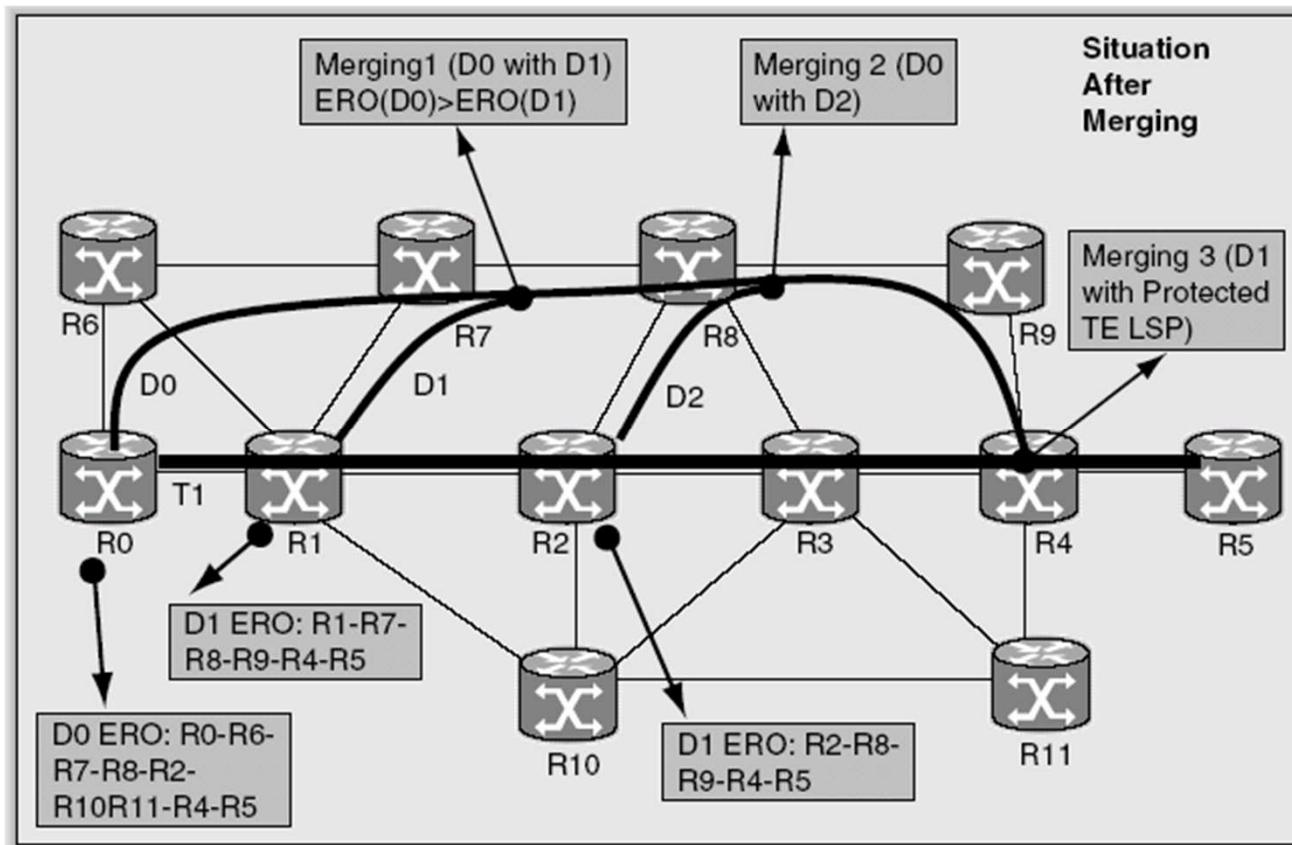 Merging1 (D0 with D1)
ERO(D0)>ERO(D1)
Merging 2 (D0
with D2)
Situation
After
Merging
Merging 3 (D1
with Protected
TE LSP)
R6
R7
R8
R9
D0
D1
D2
T1
R0
R1
R2
R3
R4
R5
D1 ERO: R1-R7-
R8-R9-R4-R5
D0 ERO: R0-R6-
R7-R8-R2-
R10R11-R4-R5
R10
D1 ERO: R2-R8-
R9-R4-R5
R11